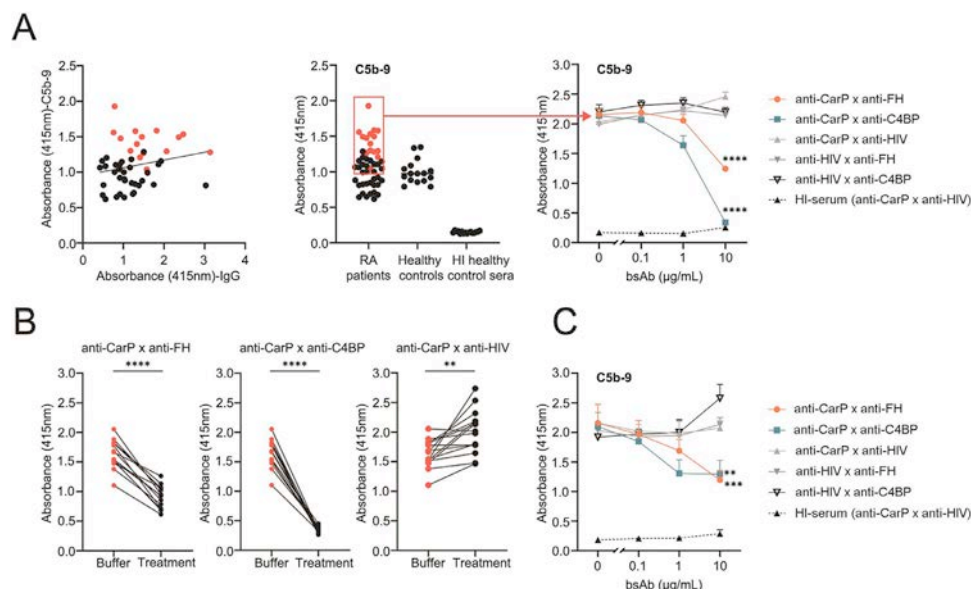 A
Absorbance (415nm)-C5b-9
2.5
2.0
1.5
1.0
0.5
0.0
0 1 2 3 4
Absorbance (415nm)-IgG
C5b-9
Absorbance (415nm)
2.5
2.0
1.5
1.0
0.5
0.0
RA patients
Healthy controls
HI healthy control sera
C5b-9
Absorbance (415nm)
2.5
2.0
1.5
1.0
0.5
0.0
****
****
0 0.1 1 10
bsAb (µg/mL)
anti-CarP x anti-FH
anti-CarP x anti-C4BP
anti-CarP x anti-HIV
anti-HIV x anti-FH
anti-HIV x anti-C4BP
HI-serum (anti-CarP x anti-HIV)
B
anti-CarP x anti-FH
****
Absorbance (415nm)
3.0
2.5
2.0
1.5
1.0
0.5
0.0
Buffer Treatment
anti-CarP x anti-C4BP
****
Absorbance (415nm)
3.0
2.5
2.0
1.5
1.0
0.5
0.0
Buffer Treatment
anti-CarP x anti-HIV
**
Absorbance (415nm)
3.0
2.5
2.0
1.5
1.0
0.5
0.0
Buffer Treatment
C
C5b-9
Absorbance (415nm)
3.0
2.5
2.0
1.5
1.0
0.5
0.0
**
***
0 0.1 1 10
bsAb (µg/mL)
anti-CarP x anti-FH
anti-CarP x anti-C4BP
anti-CarP x anti-HIV
anti-HIV x anti-FH
anti-HIV x anti-C4BP
HI-serum (anti-CarP x anti-HIV)